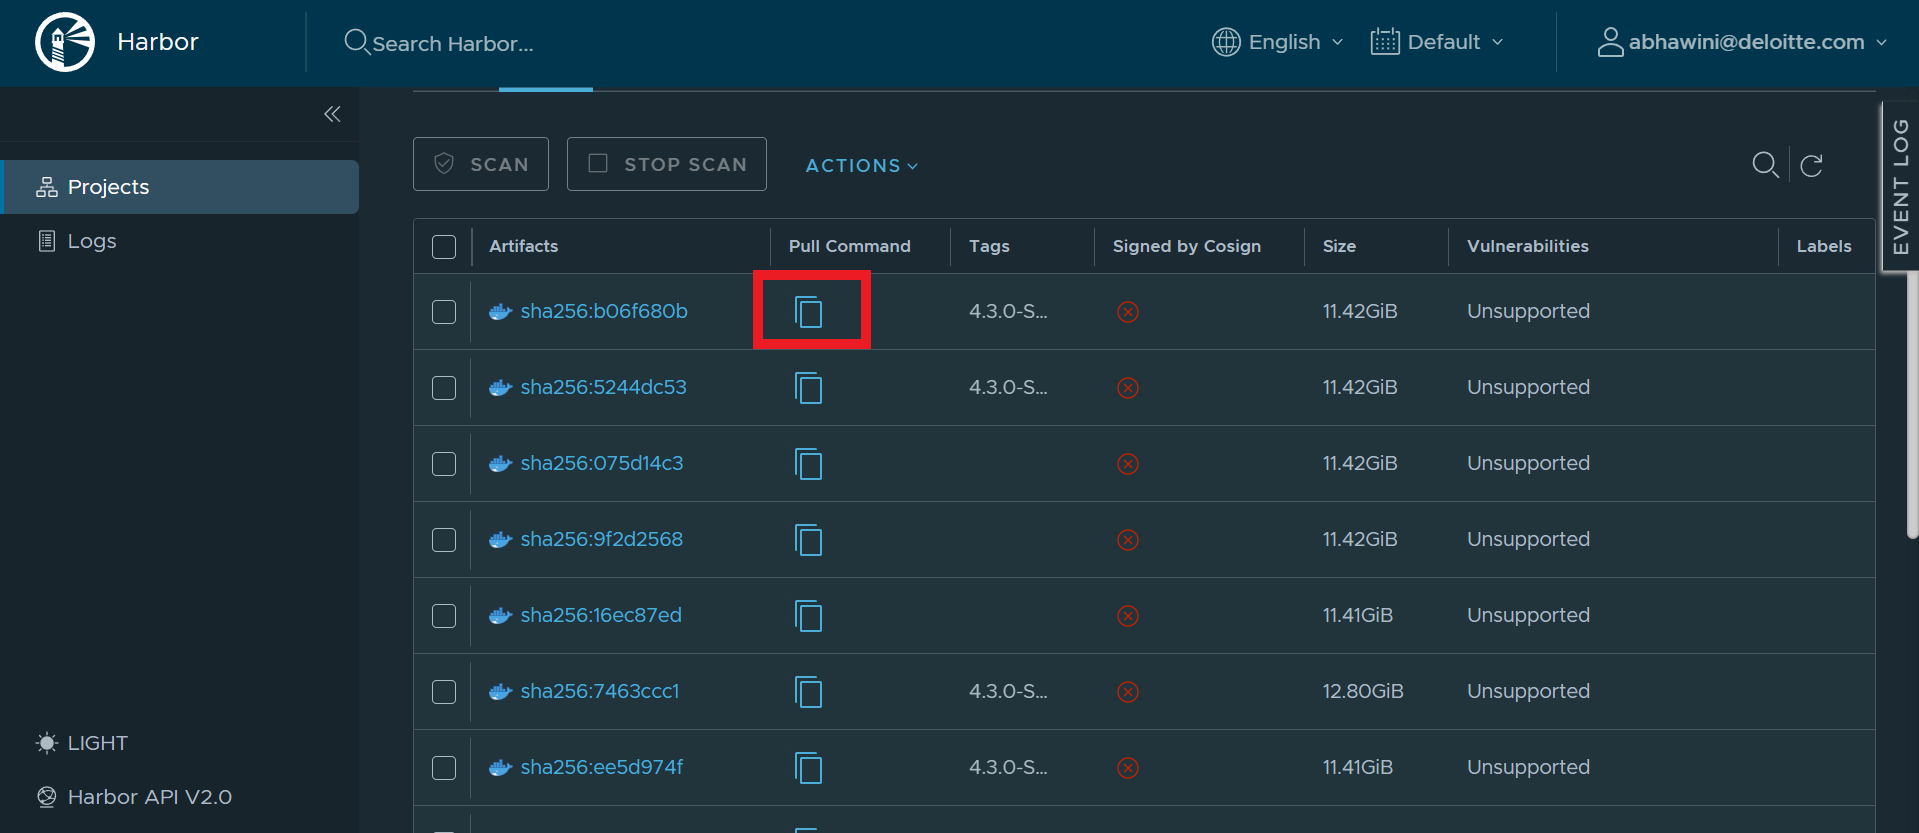 Harbor
Search Harbor...
English
Default
abhawini@deloitte.com
EVENT LOG
Projects
Logs
LIGHT
Harbor API V2.0
SCAN
STOP SCAN
ACTIONS
Artifacts Pull Command Tags Signed by Cosign Size Vulnerabilities Labels
sha256:b06f680b 4.3.0-S... 11.42GiB Unsupported
sha256:5244dc53 4.3.0-S... 11.42GiB Unsupported
sha256:075d14c3 11.42GiB Unsupported
sha256:9f2d2568 11.42GiB Unsupported
sha256:16ec87ed 11.41GiB Unsupported
sha256:7463ccc1 4.3.0-S... 12.80GiB Unsupported
sha256:ee5d974f 4.3.0-S... 11.41GiB Unsupported